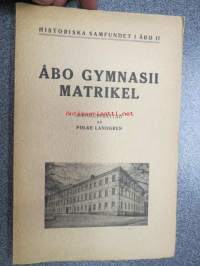 HISTORISKA SAMFUNDET I ÅBO II
ÅBO GYMNASII
MATRIKEL
AV
FOLKE LANDGREN